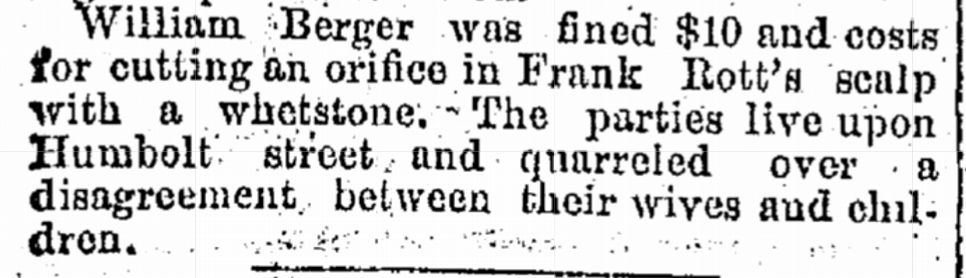 William Berger was fined $10 and costs
for cutting an orifice in Frank Rott's scalp
with a whetstone. The parties live upon
Humbolt street and quarreled over a
disagreement between their wives and chil-
dren.